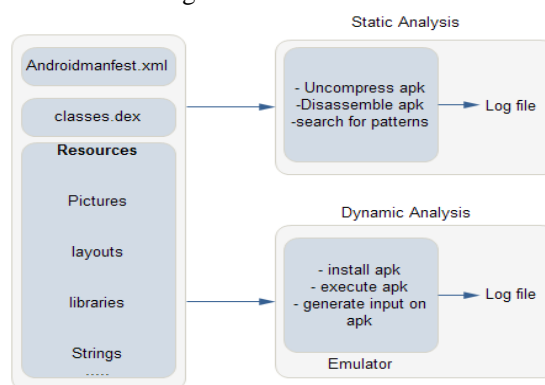 Androidmanfest.xml
classes.dex
Resources
Pictures
layouts
libraries
Strings
.....
Static Analysis
- Uncompress apk
-Disassemble apk
-search for patterns
Log file
Dynamic Analysis
- install apk
- execute apk
- generate input on
apk
Emulator
Log file